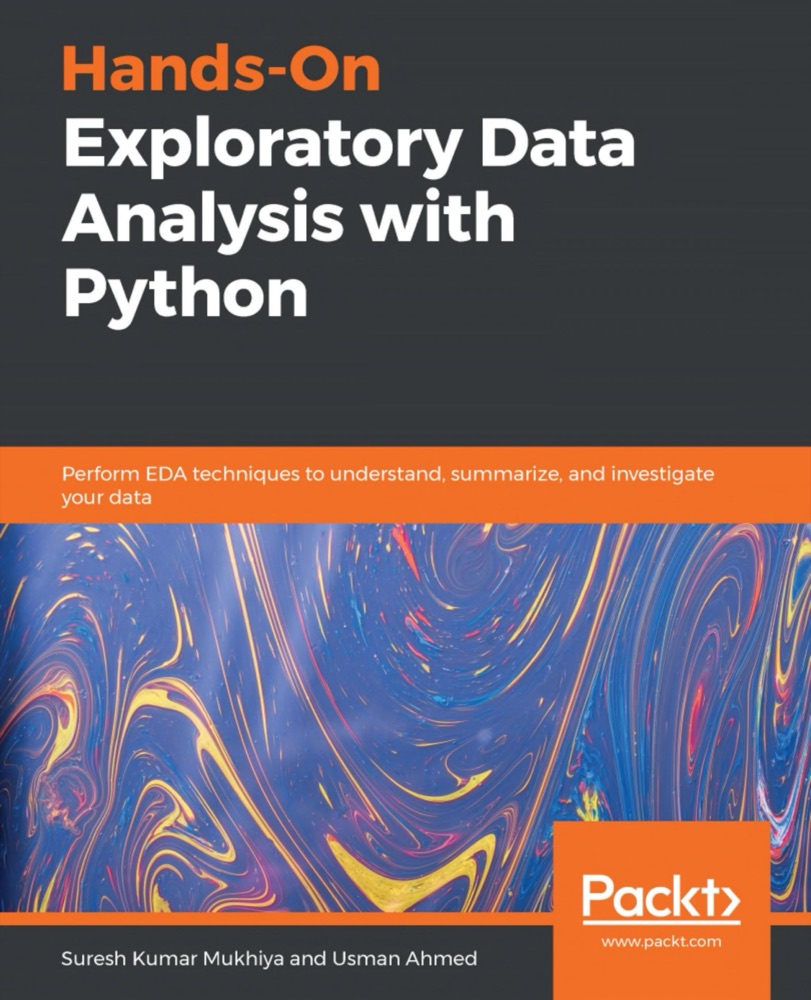 Hands-On
Exploratory Data
Analysis with
Python
Perform EDA techniques to understand, summarize, and investigate
your data
Packt>
www.packt.com
Suresh Kumar Mukhiya and Usman Ahmed